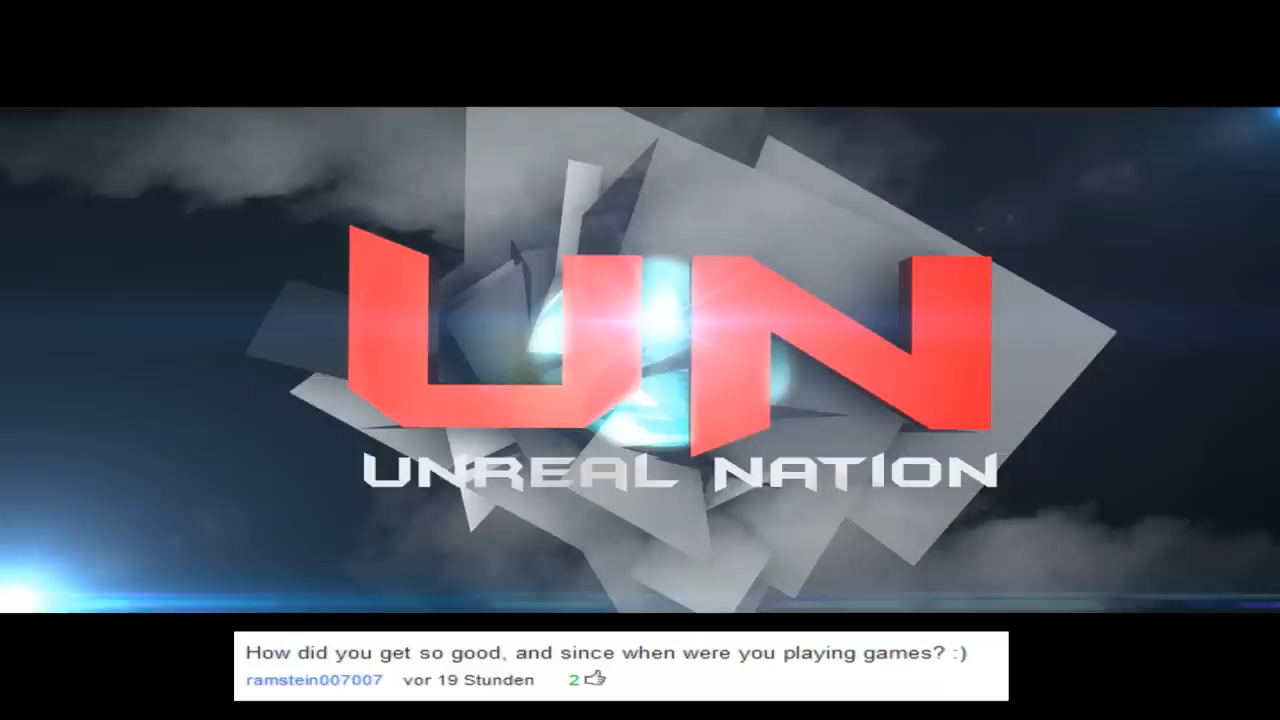 UN
UNREAL NATION
How did you get so good, and since when were you playing games? :)
ramstein007007 vor 19 Stunden 2